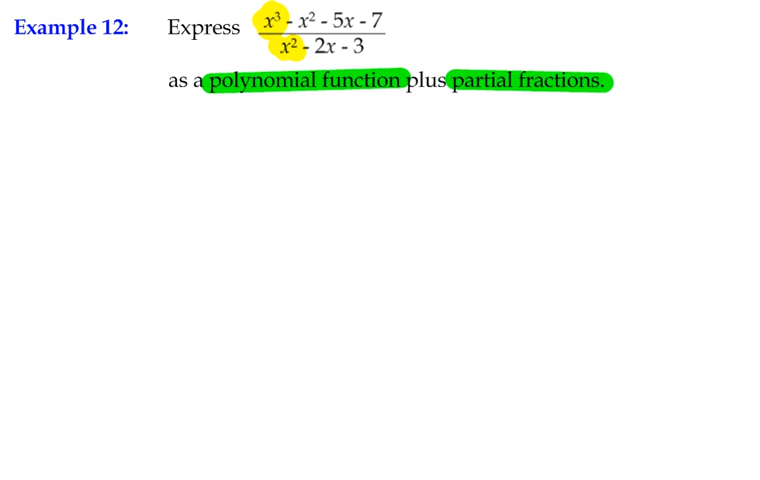 Example 12: Express x³ - x² - 5x - 7
x² - 2x - 3
as a polynomial function plus partial fractions.